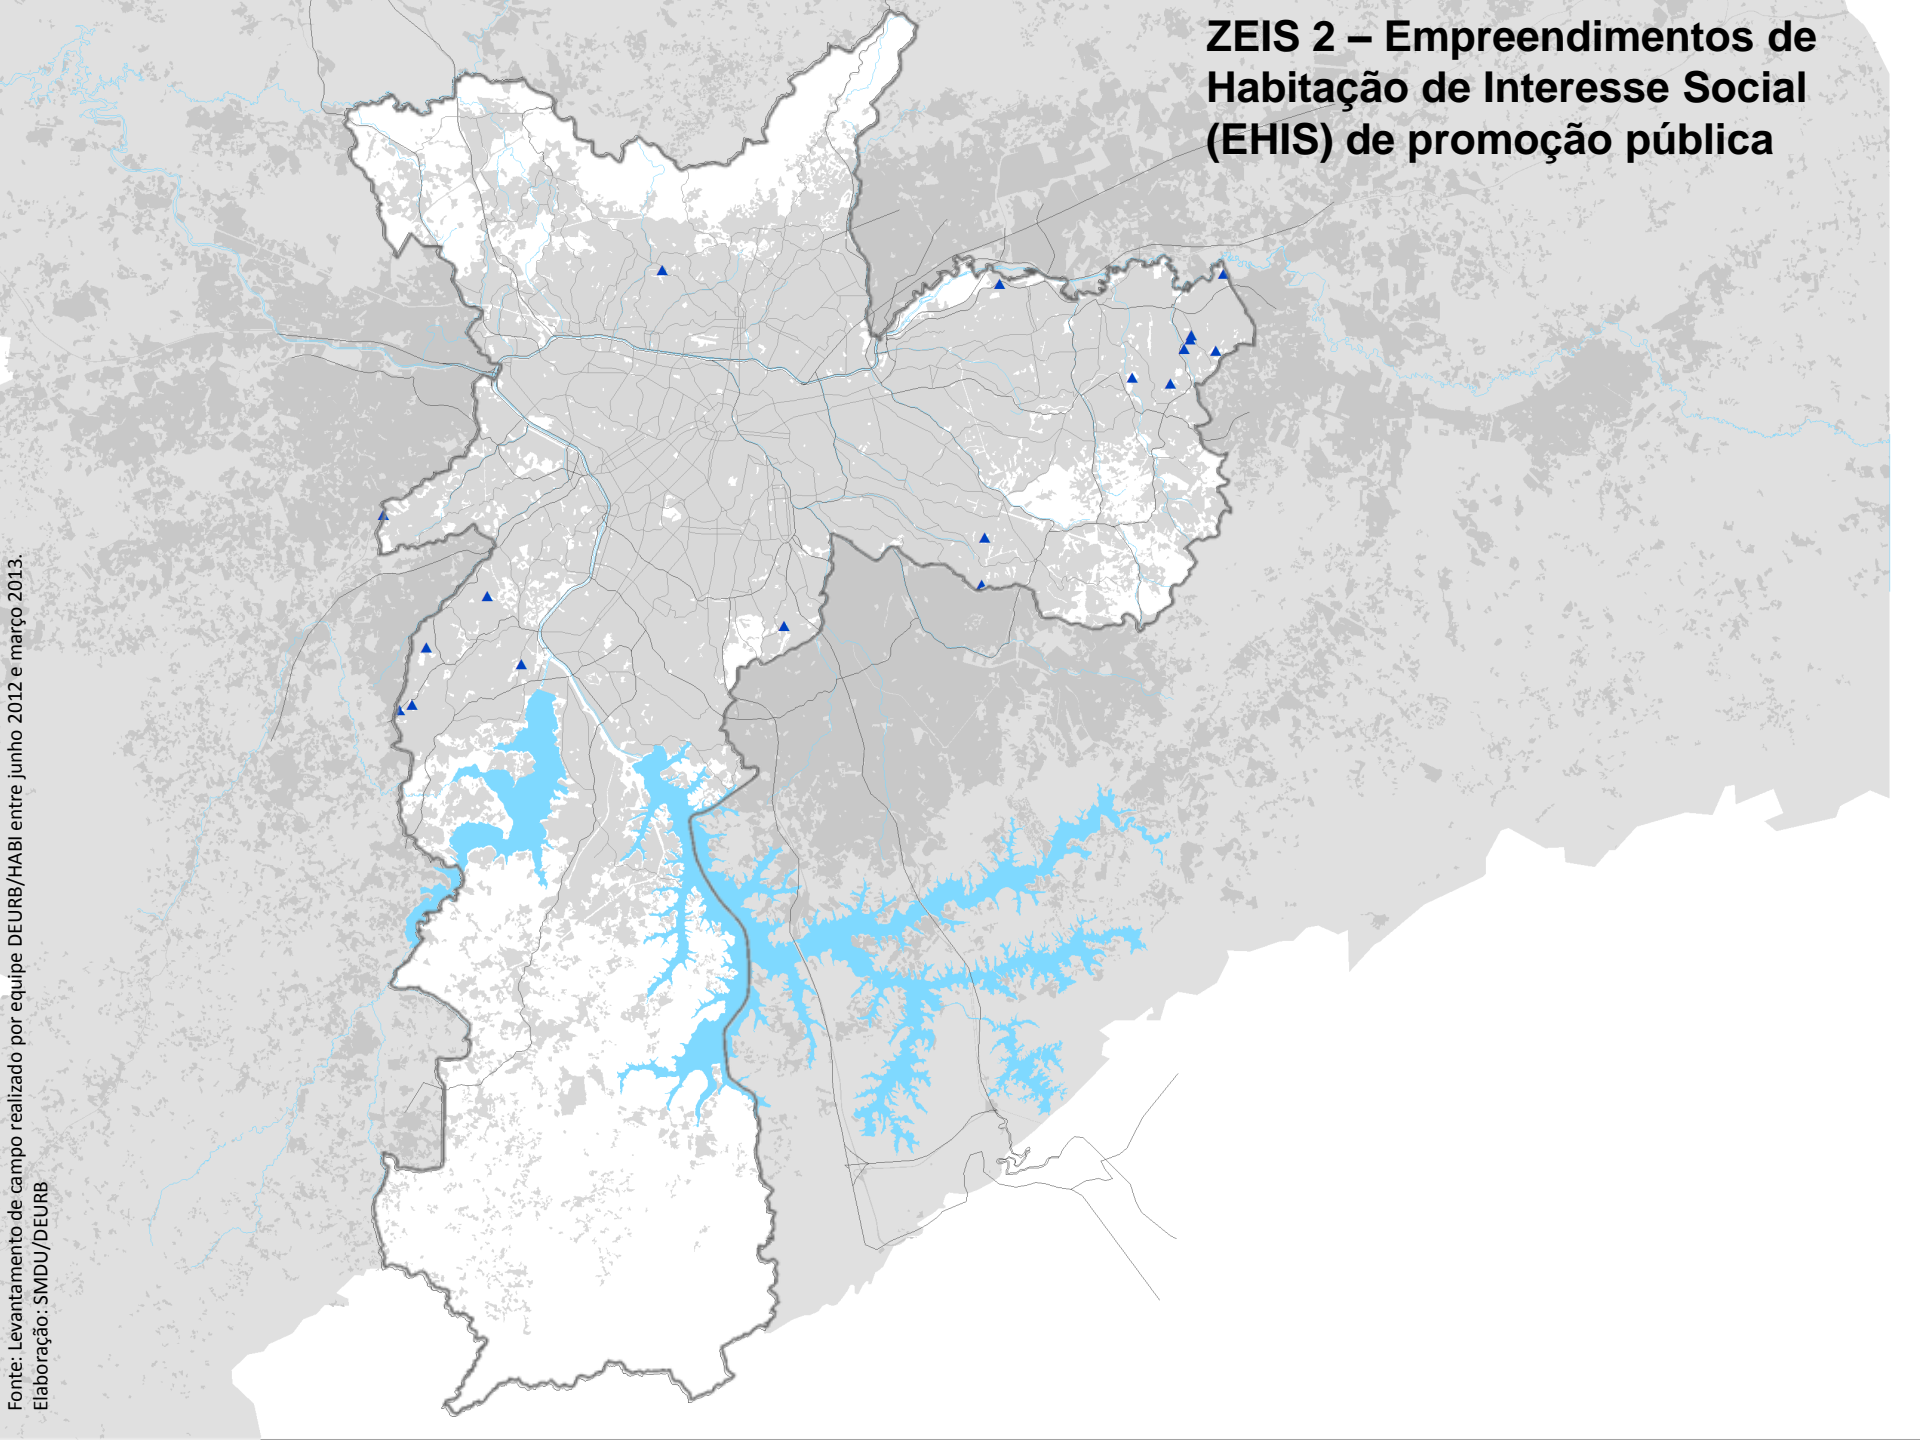 ZEIS 2 – Empreendimentos de
Habitação de Interesse Social
(EHIS) de promoção pública
Fonte: Levantamento de campo realizado por equipe DEURB/HABI entre junho 2012 e março 2013.
Elaboração: SMDU/DEURB